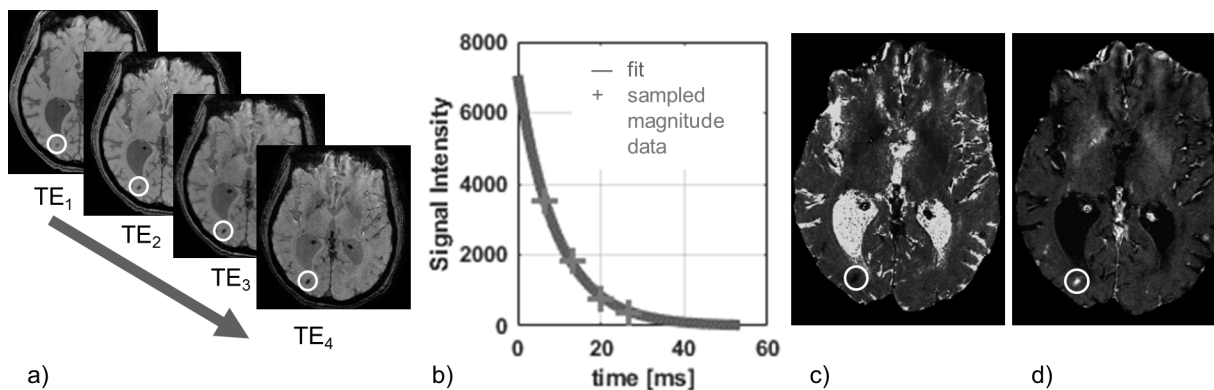 TE1
TE2
TE3
TE4
a)
Signal Intensity
8000
6000
4000
2000
0
fit
sampled
magnitude
data
0
20
40
60
time [ms]
b)
c)
d)